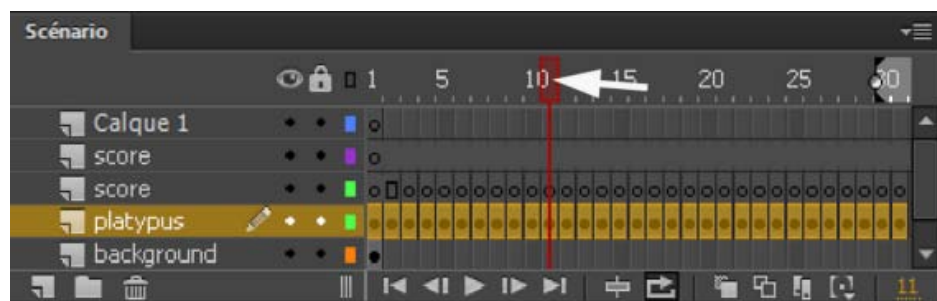 Scénario
1 5 10 15 20 25 30
Calque 1
score
score
platypus
background
11